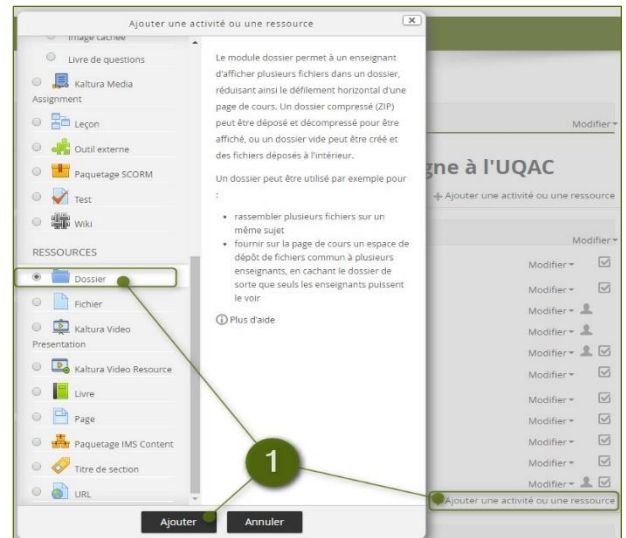 Ajouter une activité ou une ressource
Image cachée
Livre de questions
Kaltura Media
Assignment
Leçon
Outil externe
Paquetage SCORM
Test
Wiki
RESSOURCES
Dossier
Fichier
Kaltura Video
Presentation
Kaltura Video Resource
Livre
Page
Paquetage IMS Content
Titre de section
URL
Le module dossier permet à un enseignant
d'afficher plusieurs fichiers dans un dossier,
réduisant ainsi le défilement horizontal d'une
page de cours. Un dossier compressé (ZIP)
peut être déposé et décompressé pour être
affiché, ou un dossier vide peut être créé et
des fichiers déposés à l'intérieur.
Un dossier peut être utilisé par exemple pour
:
rassembler plusieurs fichiers sur un
même sujet
fournir sur la page de cours un espace de
dépôt de fichiers commun à plusieurs
enseignants, en cachant le dossier de
sorte que seuls les enseignants puissent
le voir
Plus d'aide
1
Ajouter
Annuler
Modifier
gne à l'UQAC
Ajouter une activité ou une ressource
Modifier
Modifier
Modifier
Modifier
Modifier
Modifier
Modifier
Modifier
Modifier
Modifier
Modifier
Modifier
Ajouter une activité ou une ressource